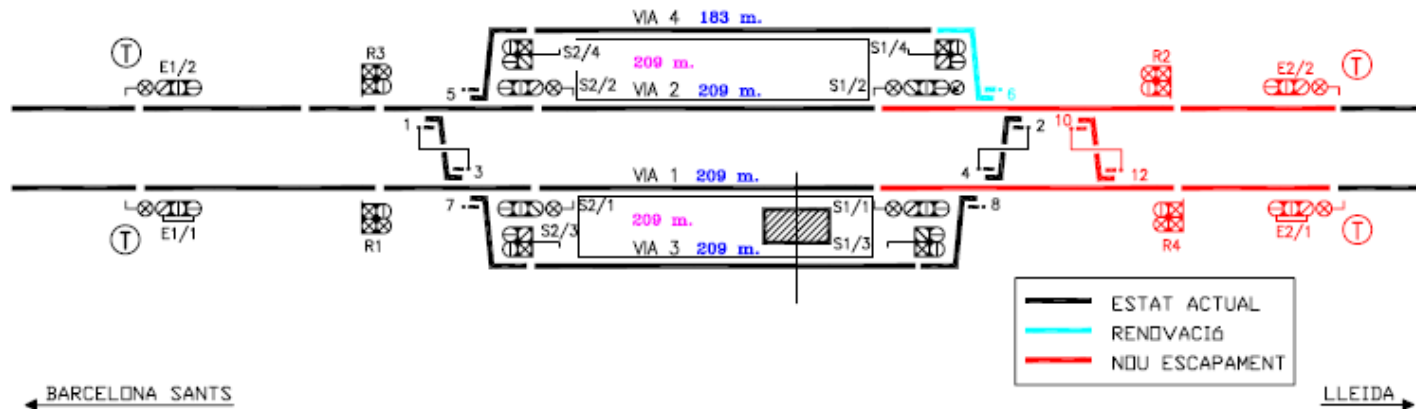 VIA 4 183 m.
T E1/2 R3 S2/4 209 m. S1/4 R2 E2/2 T
5 S2/2 VIA 2 209 m. S1/2 6
1 2 10
3 4 12
VIA 1 209 m.
7 S2/1 209 m. S1/1 8
T E1/1 R1 S2/3 VIA 3 209 m. S1/3 R4 E2/1 T
ESTAT ACTUAL
RENOVACIÓ
NOU ESCAPAMENT
BARCELONA SANTS LLEIDA